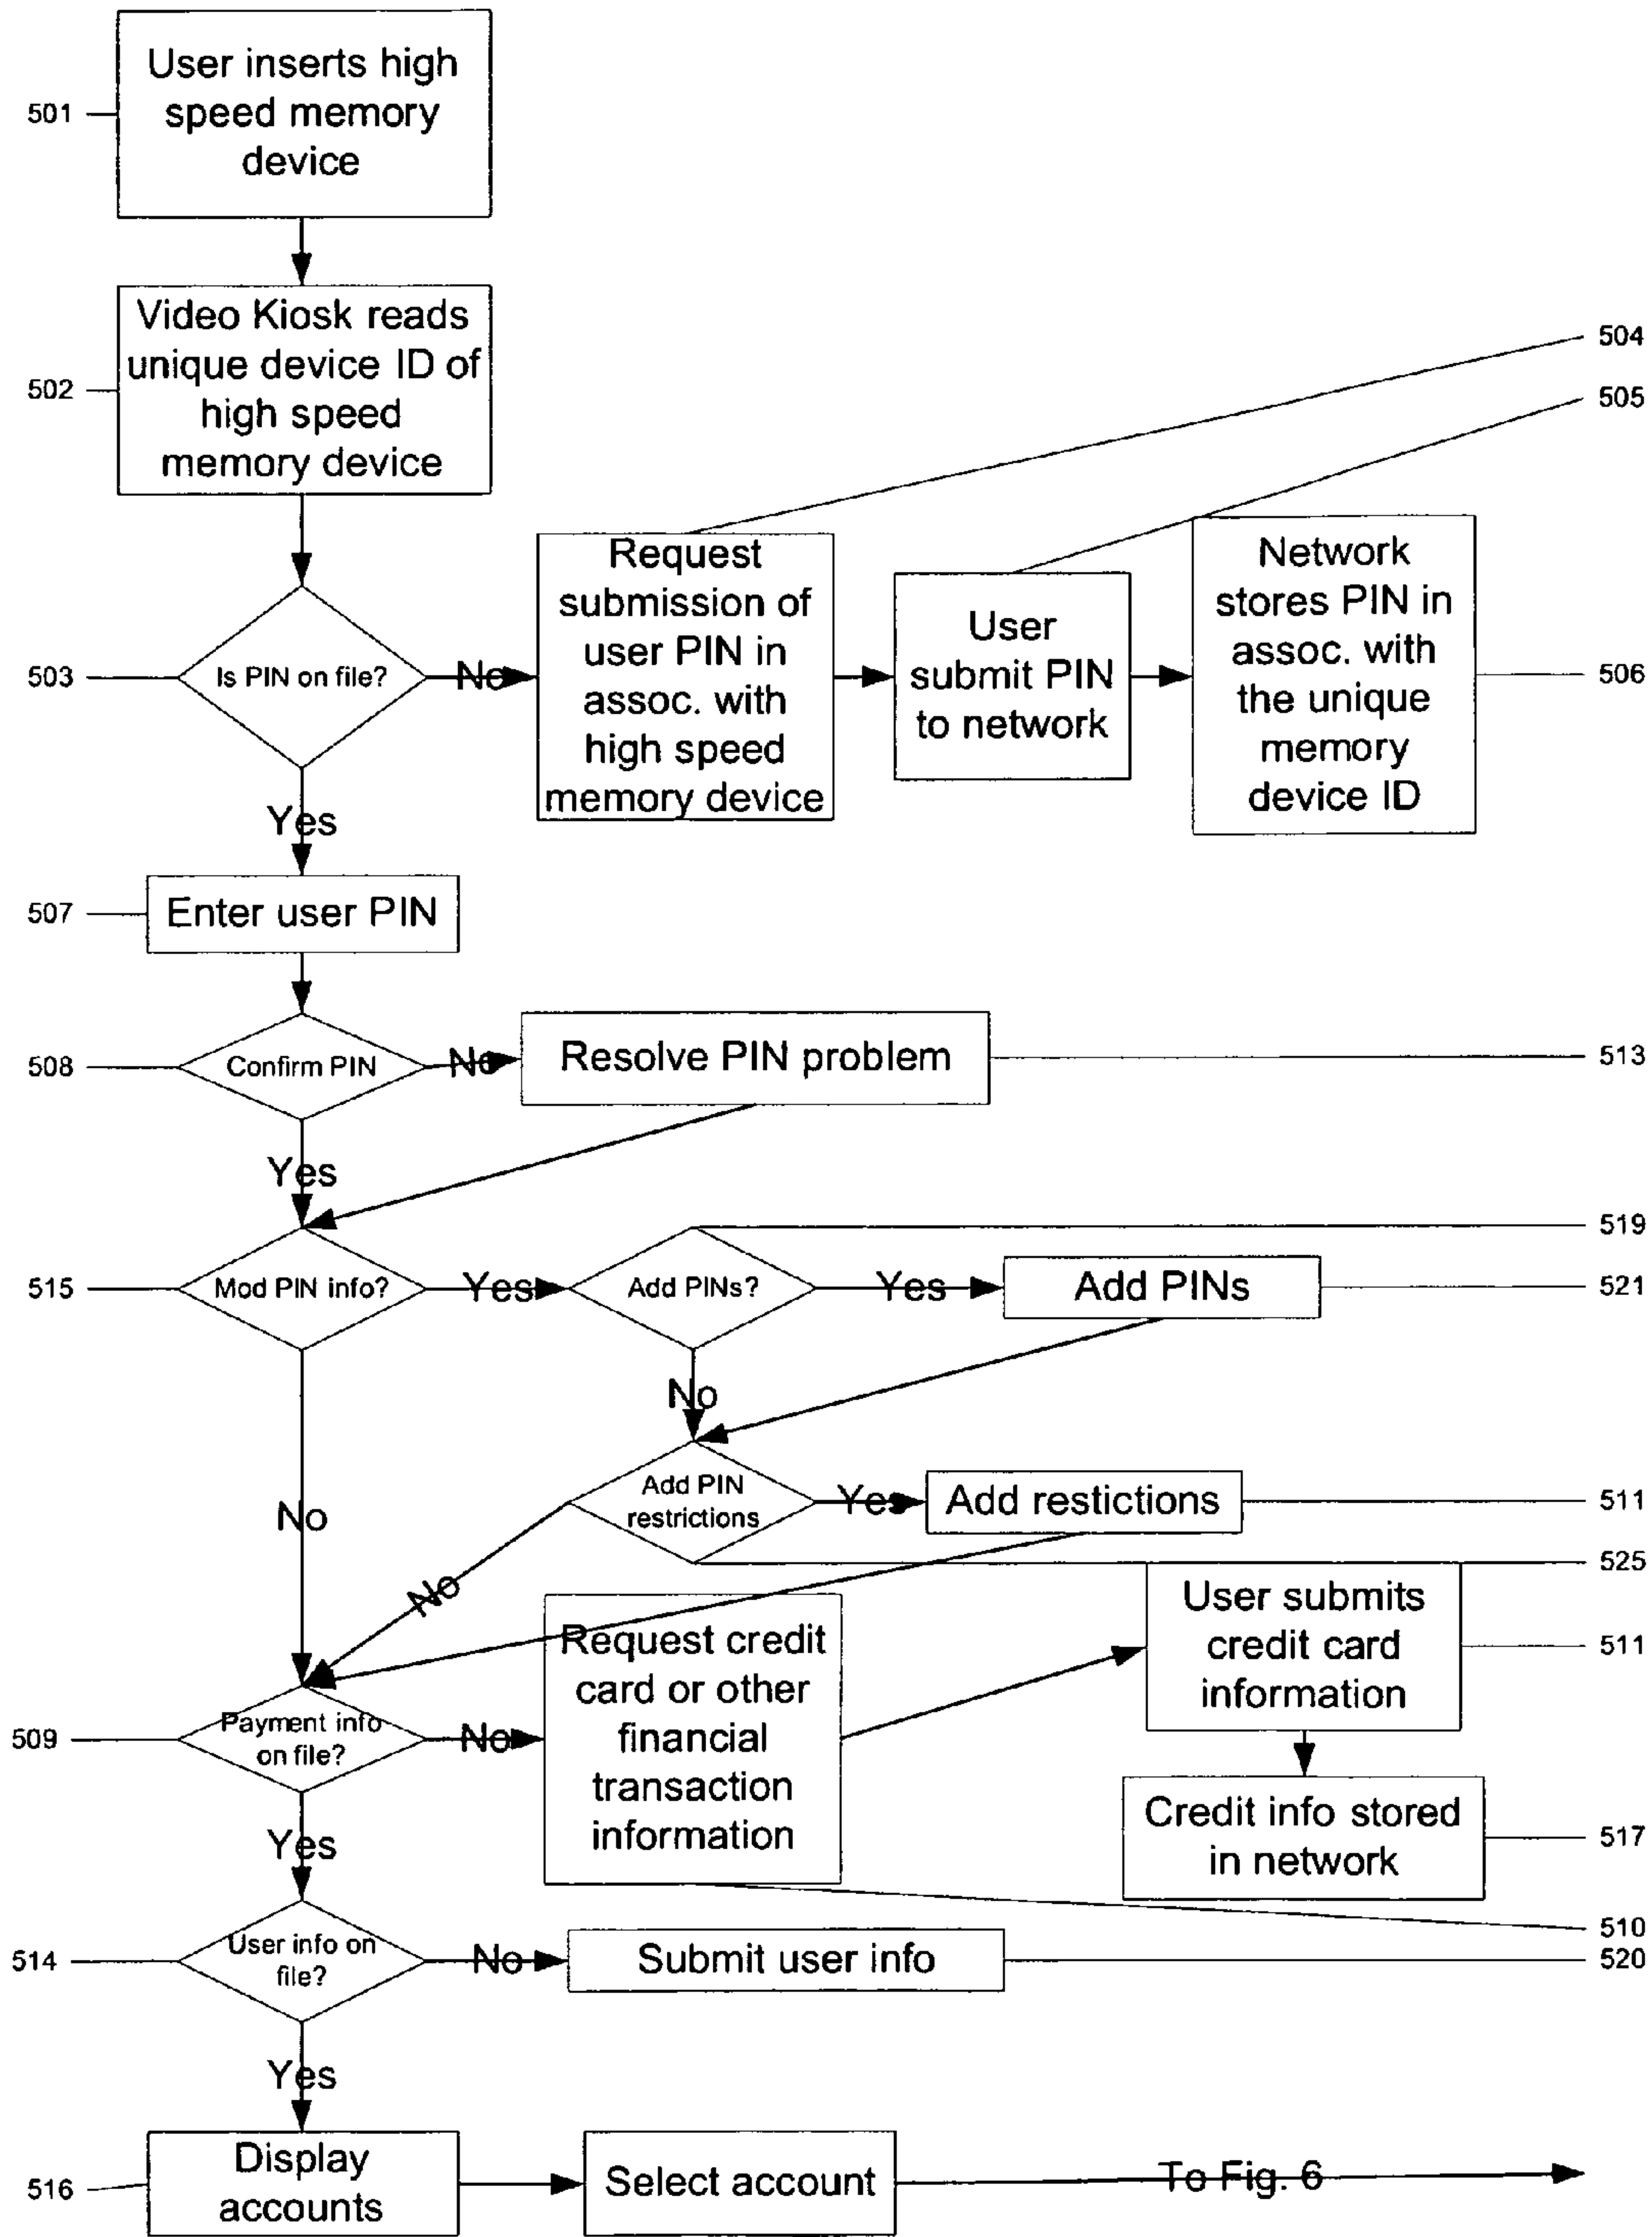 User inserts high
speed memory
device
501
Video Kiosk reads
unique device ID of
high speed
memory device
502
504
505
Is PIN on file?
503
No
Request
submission of
user PIN in
assoc. with
high speed
memory device
User
submit PIN
to network
Network
stores PIN in
assoc. with
the unique
memory
device ID
506
Yes
507
Enter user PIN
508
Confirm PIN
No
Resolve PIN problem
513
Yes
519
515
Mod PIN info?
Yes
Add PINs?
Yes
Add PINs
521
No
No
Add PIN
restrictions
Yes
Add restictions
511
525
No
Request credit
card or other
financial
transaction
information
User submits
credit card
information
511
509
Payment info
on file?
No
Credit info stored
in network
517
Yes
510
514
User info on
file?
No
Submit user info
520
Yes
516
Display
accounts
Select account
To Fig. 6